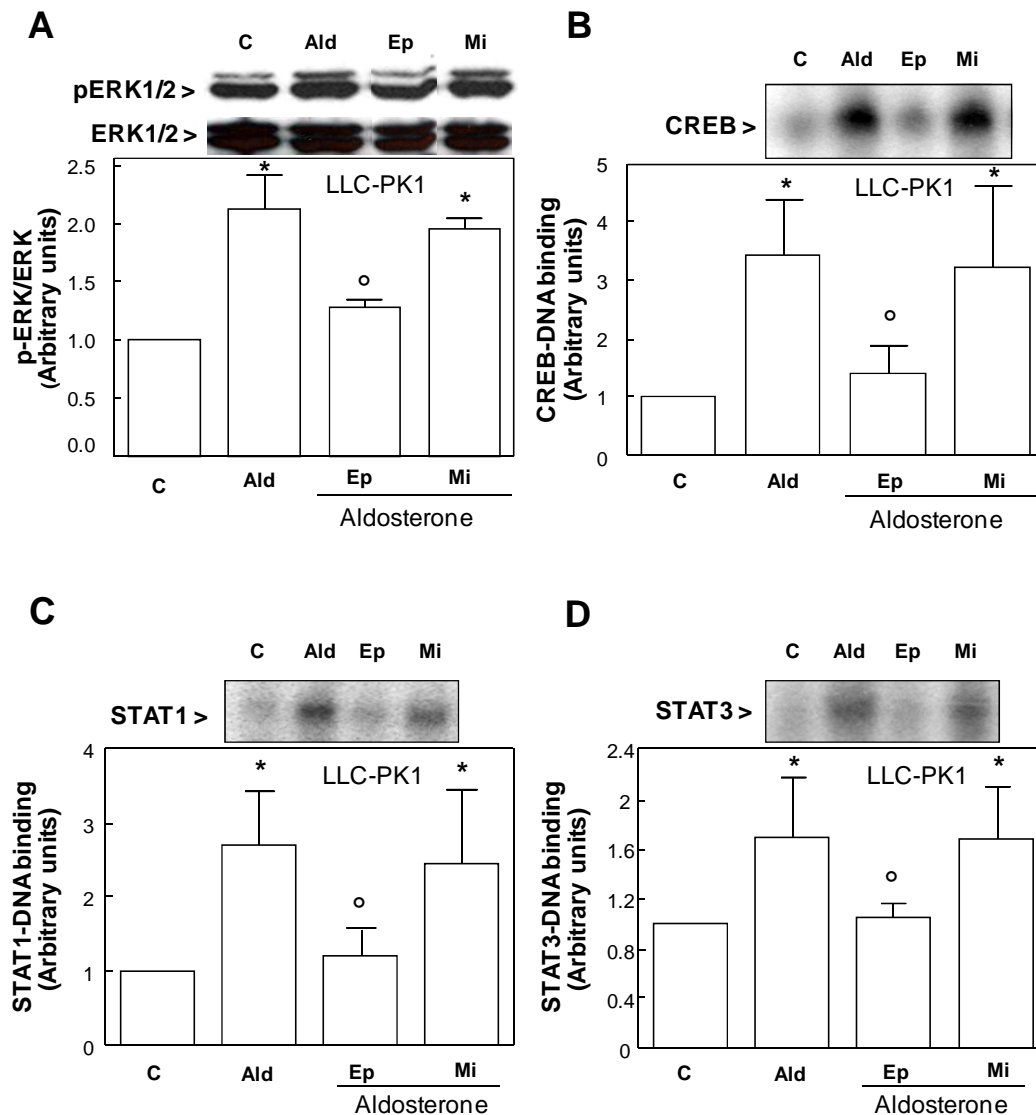 A
C Ald Ep Mi
pERK1/2 >
ERK1/2 >
2.5
2.0
1.5
1.0
0.5
0.0
p-ERK/ERK
(Arbitrary units)
LLC-PK1
*
°
*
C Ald Ep Mi
Aldosterone
B
C Ald Ep Mi
CREB >
5
4
3
2
1
0
CREB-DNA binding
(Arbitrary units)
LLC-PK1
*
°
*
C Ald Ep Mi
Aldosterone
C
C Ald Ep Mi
STAT1 >
4
3
2
1
0
STAT1-DNA binding
(Arbitrary units)
LLC-PK1
*
°
*
C Ald Ep Mi
Aldosterone
D
C Ald Ep Mi
STAT3 >
2.4
2
1.6
1.2
0.8
0.4
0
STAT3-DNA binding
(Arbitrary units)
LLC-PK1
*
°
*
C Ald Ep Mi
Aldosterone